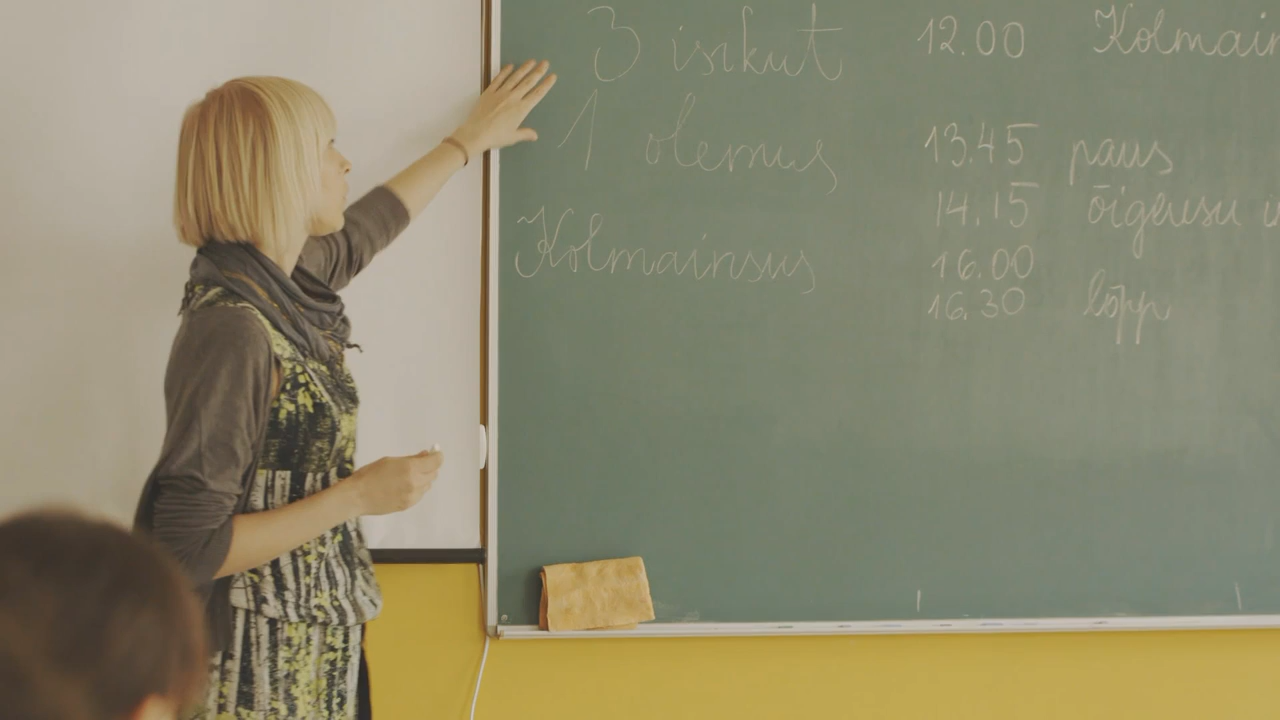 3 isikut
1 olemus
Kolmainsus
12.00 Kolmain
13.45 paus
14.15 õigeusu
16.00
16.30 lõpp